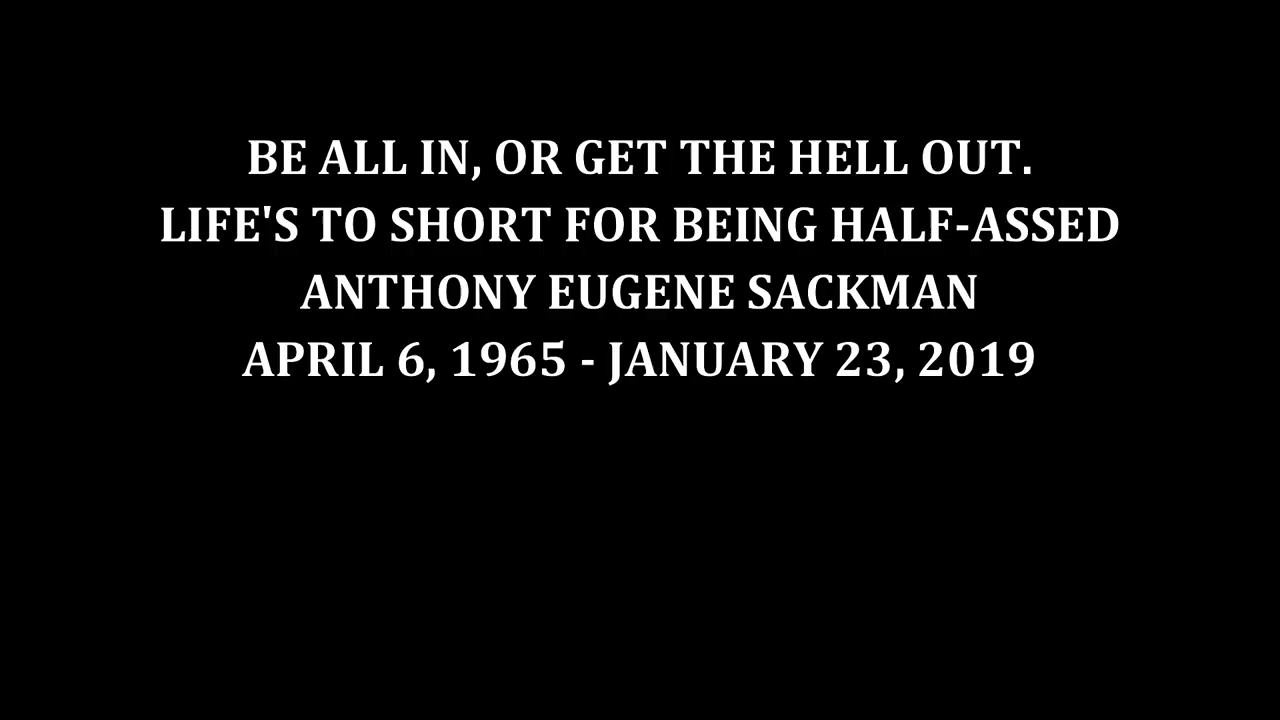 BE ALL IN, OR GET THE HELL OUT.
LIFE'S TO SHORT FOR BEING HALF-ASSED
ANTHONY EUGENE SACKMAN
APRIL 6, 1965 - JANUARY 23, 2019